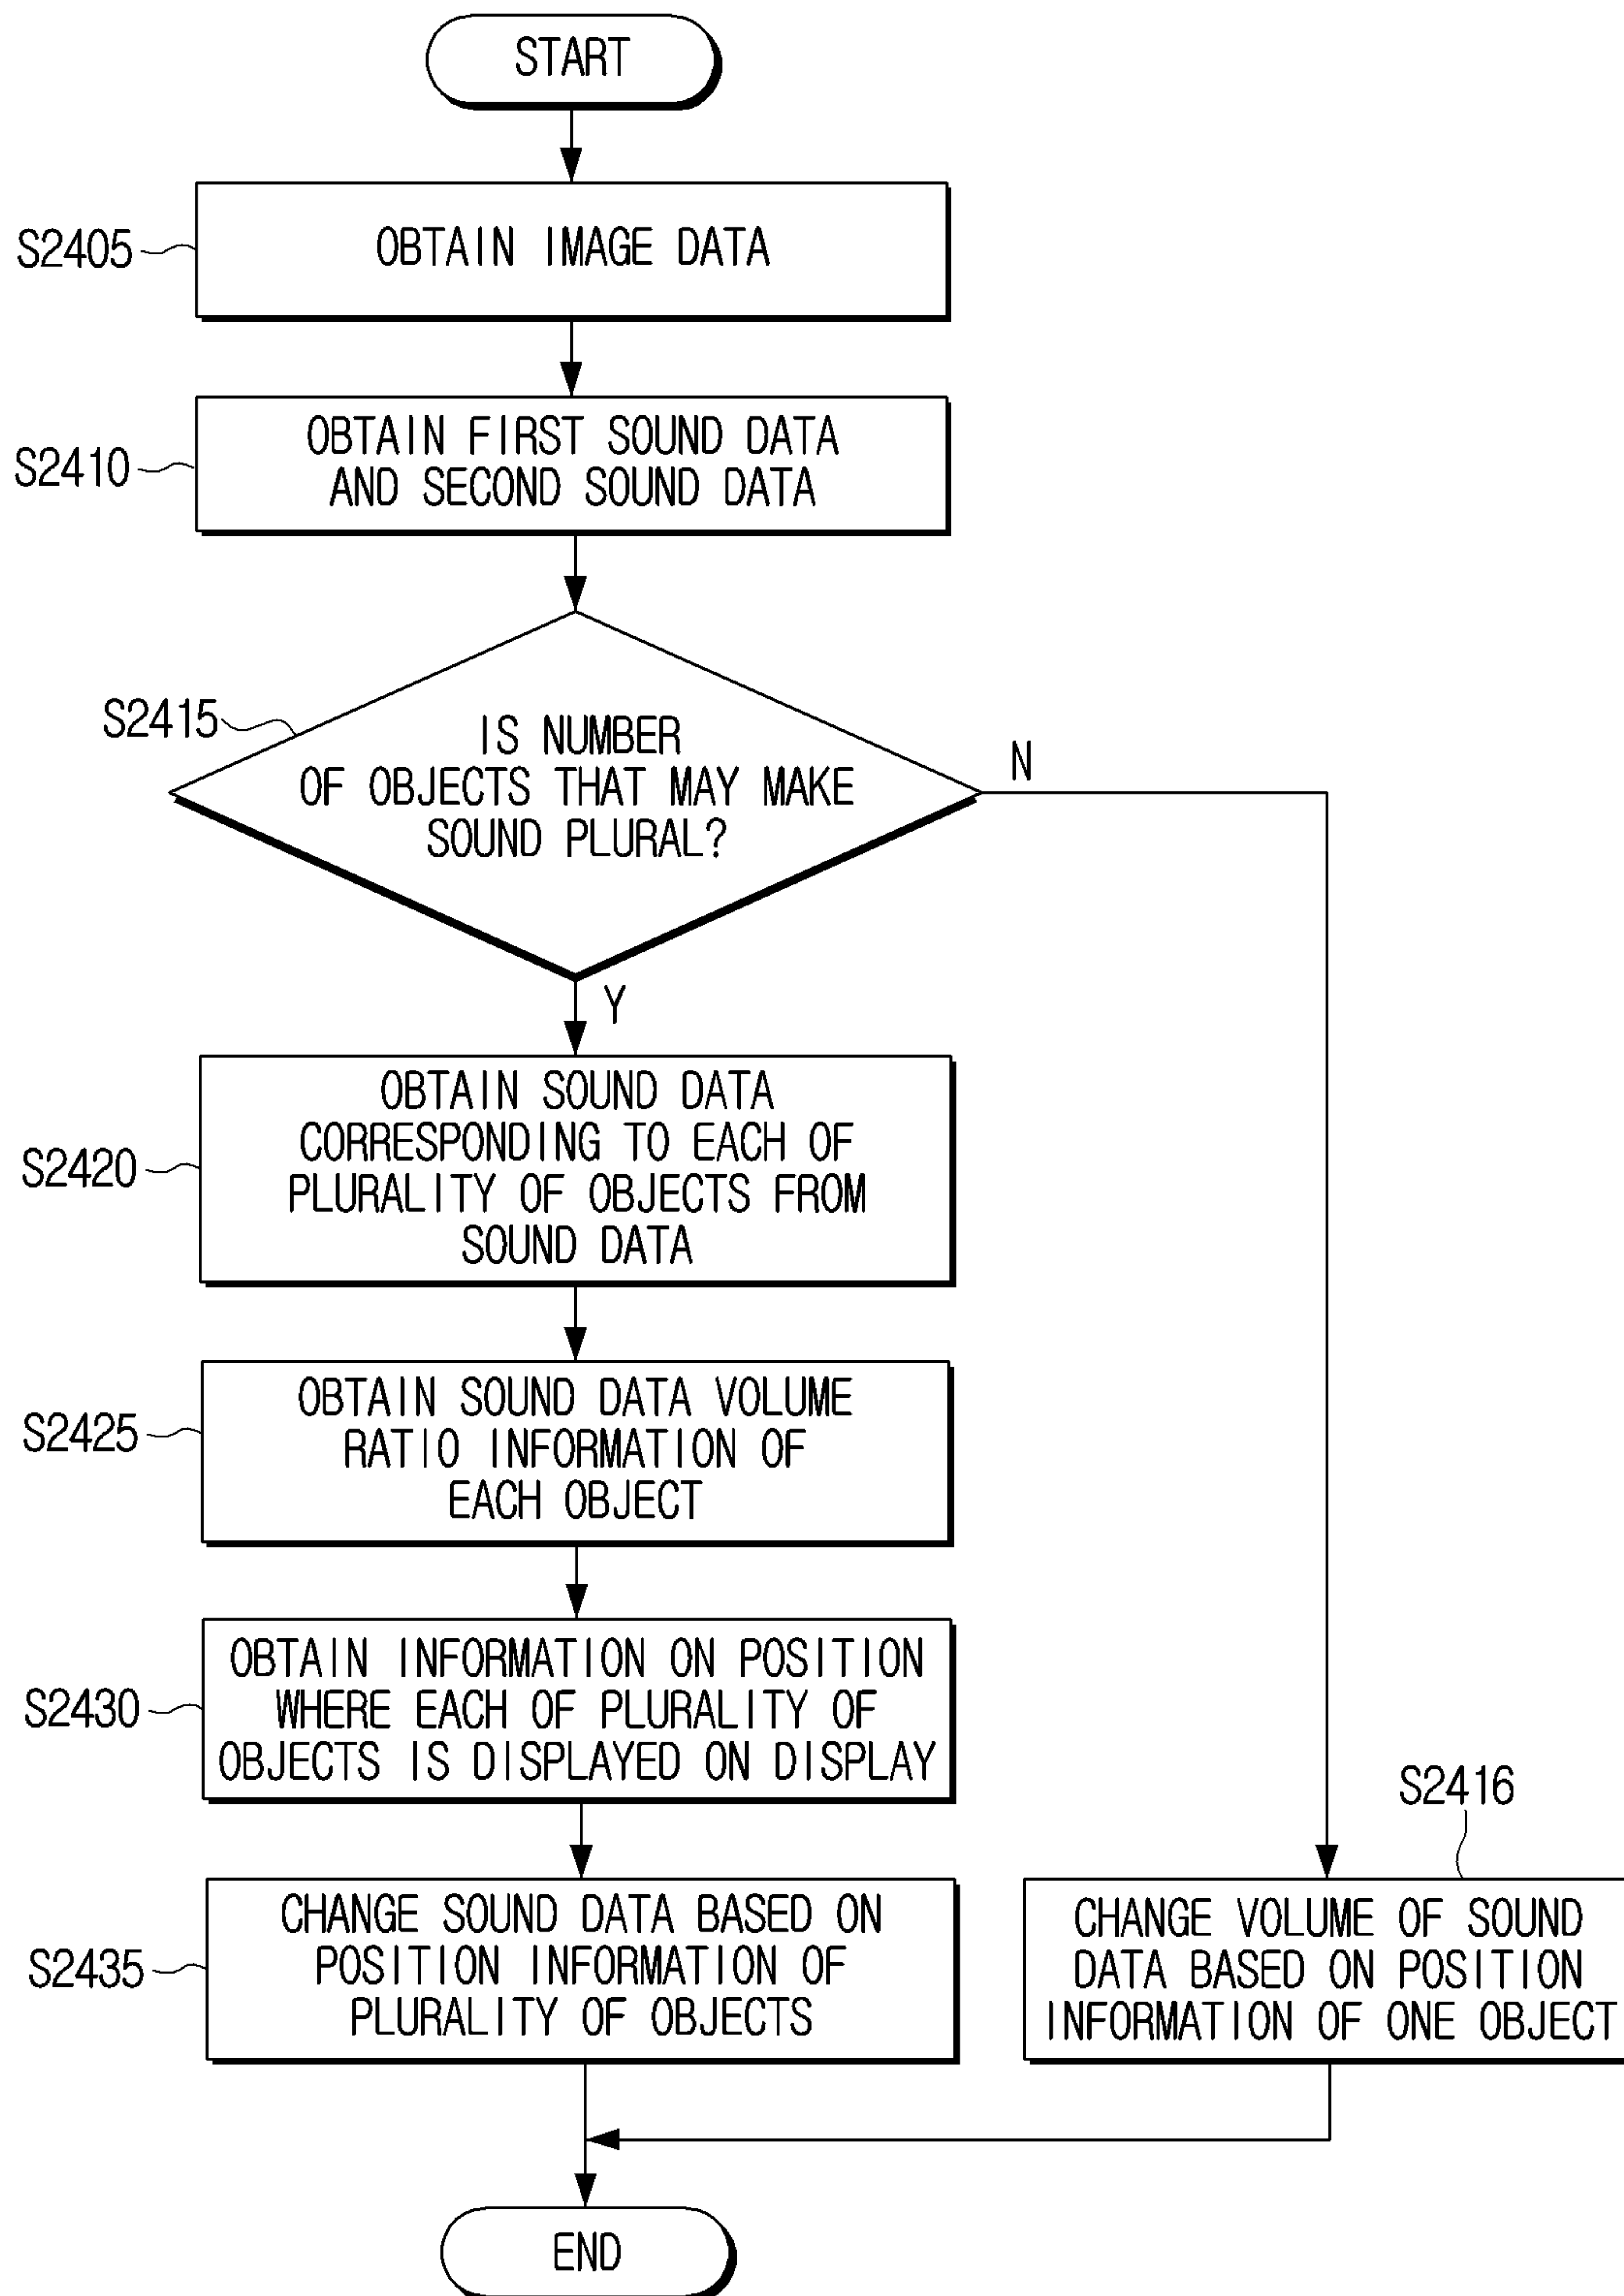 START
S2405
OBTAIN IMAGE DATA
S2410
OBTAIN FIRST SOUND DATA
AND SECOND SOUND DATA
S2415
IS NUMBER
OF OBJECTS THAT MAY MAKE
SOUND PLURAL?
N
Y
S2420
OBTAIN SOUND DATA
CORRESPONDING TO EACH OF
PLURALITY OF OBJECTS FROM
SOUND DATA
S2425
OBTAIN SOUND DATA VOLUME
RATIO INFORMATION OF
EACH OBJECT
S2430
OBTAIN INFORMATION ON POSITION
WHERE EACH OF PLURALITY OF
OBJECTS IS DISPLAYED ON DISPLAY
S2435
CHANGE SOUND DATA BASED ON
POSITION INFORMATION OF
PLURALITY OF OBJECTS
S2416
CHANGE VOLUME OF SOUND
DATA BASED ON POSITION
INFORMATION OF ONE OBJECT
END